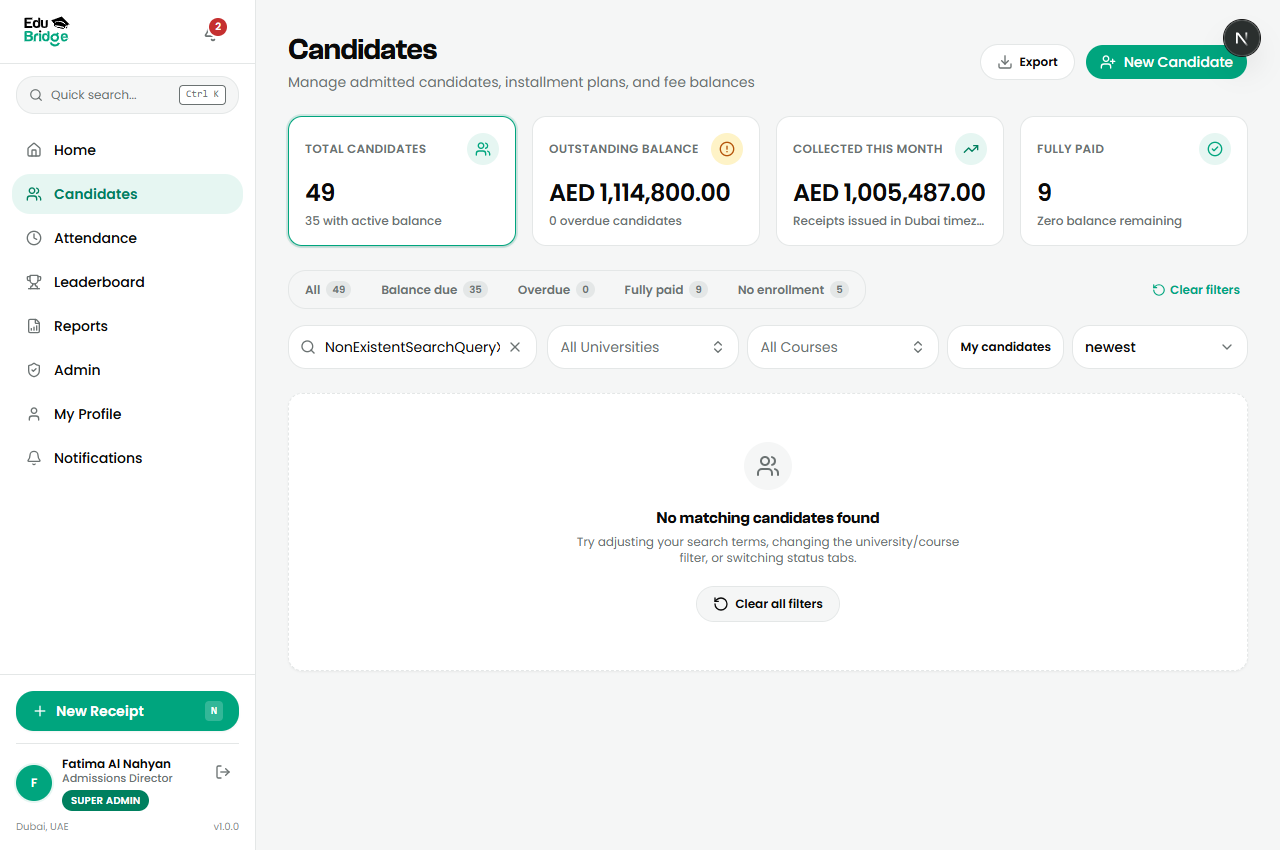 Edu
Bridge
2
Quick search...
Ctrl K
Home
Candidates
Attendance
Leaderboard
Reports
Admin
My Profile
Notifications
New Receipt
N
F
Fatima Al Nahyan
Admissions Director
SUPER ADMIN
Dubai, UAE
v1.0.0
Candidates
Manage admitted candidates, installment plans, and fee balances
Export
New Candidate
N
TOTAL CANDIDATES
49
35 with active balance
OUTSTANDING BALANCE
AED 1,114,800.00
0 overdue candidates
COLLECTED THIS MONTH
AED 1,005,487.00
Receipts issued in Dubai timez...
FULLY PAID
9
Zero balance remaining
All 49
Balance due 35
Overdue 0
Fully paid 9
No enrollment 5
Clear filters
NonExistentSearchQuery
All Universities
All Courses
My candidates
newest
No matching candidates found
Try adjusting your search terms, changing the university/course
filter, or switching status tabs.
Clear all filters